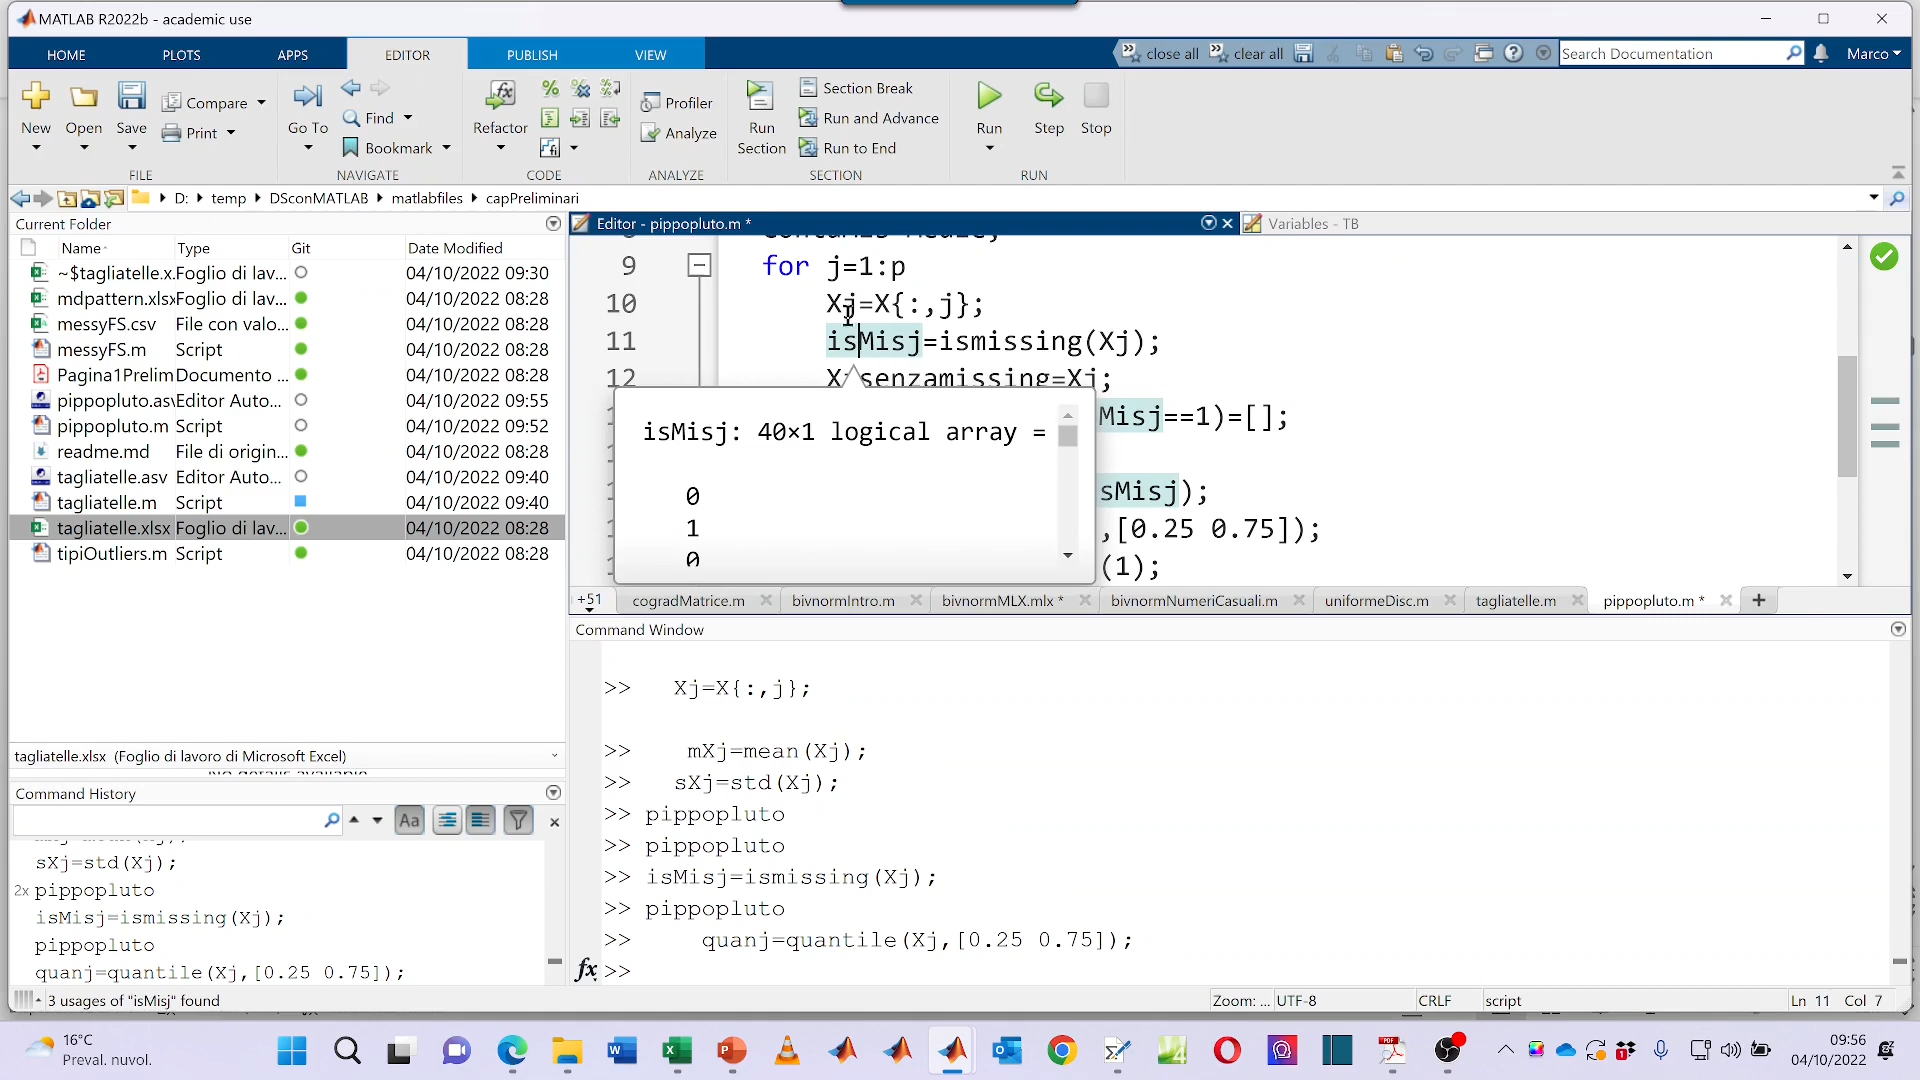 MATLAB R2022b - academic use
HOME PLOTS APPS EDITOR PUBLISH VIEW
close all clear all Search Documentation Marco
New Open Save Compare Print
FILE
Go To Find Bookmark
NAVIGATE
Refactor
CODE
Profiler Analyze
ANALYZE
Run Section Section Break Run and Advance Run to End
SECTION
Run Step Stop
RUN
D: temp DSconMATLAB matlabfiles capPreliminari
Current Folder
Name Type Git Date Modified
~$tagliatelle.x... Foglio di lav... 04/10/2022 09:30
mdpattern.xlsx Foglio di lav... 04/10/2022 08:28
messyFS.csv File con valo... 04/10/2022 08:28
messyFS.m Script 04/10/2022 08:28
Pagina1Prelim Documento ... 04/10/2022 08:28
pippopluto.as Editor Auto... 04/10/2022 09:55
pippopluto.m Script 04/10/2022 09:52
readme.md File di origin... 04/10/2022 08:28
tagliatelle.asv Editor Auto... 04/10/2022 09:40
tagliatelle.m Script 04/10/2022 09:40
tagliatelle.xlsx Foglio di lav... 04/10/2022 08:28
tipiOutliers.m Script 04/10/2022 08:28
tagliatelle.xlsx (Foglio di lavoro di Microsoft Excel)
Command History
Aa
sXj=std(Xj);
2x pippopluto
isMisj=ismissing(Xj);
pippopluto
quanj=quantile(Xj,[0.25 0.75]);
3 usages of "isMisj" found
Editor - pippopluto.m * Variables - TB
9 for j=1:p
10 Xj=X{:,j};
11 isMisj=ismissing(Xj);
12 Xjsenzamissing=Xj;
Misj==1)=[];
sMisj);
,[0.25 0.75]);
(1);
isMisj: 40×1 logical array =
0
1
0
+51 cogradMatrice.m bivnormIntro.m bivnormMLX.mlx * bivnormNumeriCasuali.m uniformeDisc.m tagliatelle.m pippopluto.m * +
Command Window
>> Xj=X{:,j};
>> mXj=mean(Xj);
>> sXj=std(Xj);
>> pippopluto
>> pippopluto
>> isMisj=ismissing(Xj);
>> pippopluto
>> quanj=quantile(Xj,[0.25 0.75]);
fx >>
Zoom: ... UTF-8 CRLF script Ln 11 Col 7
16°C
Preval. nuvol.
09:56
04/10/2022